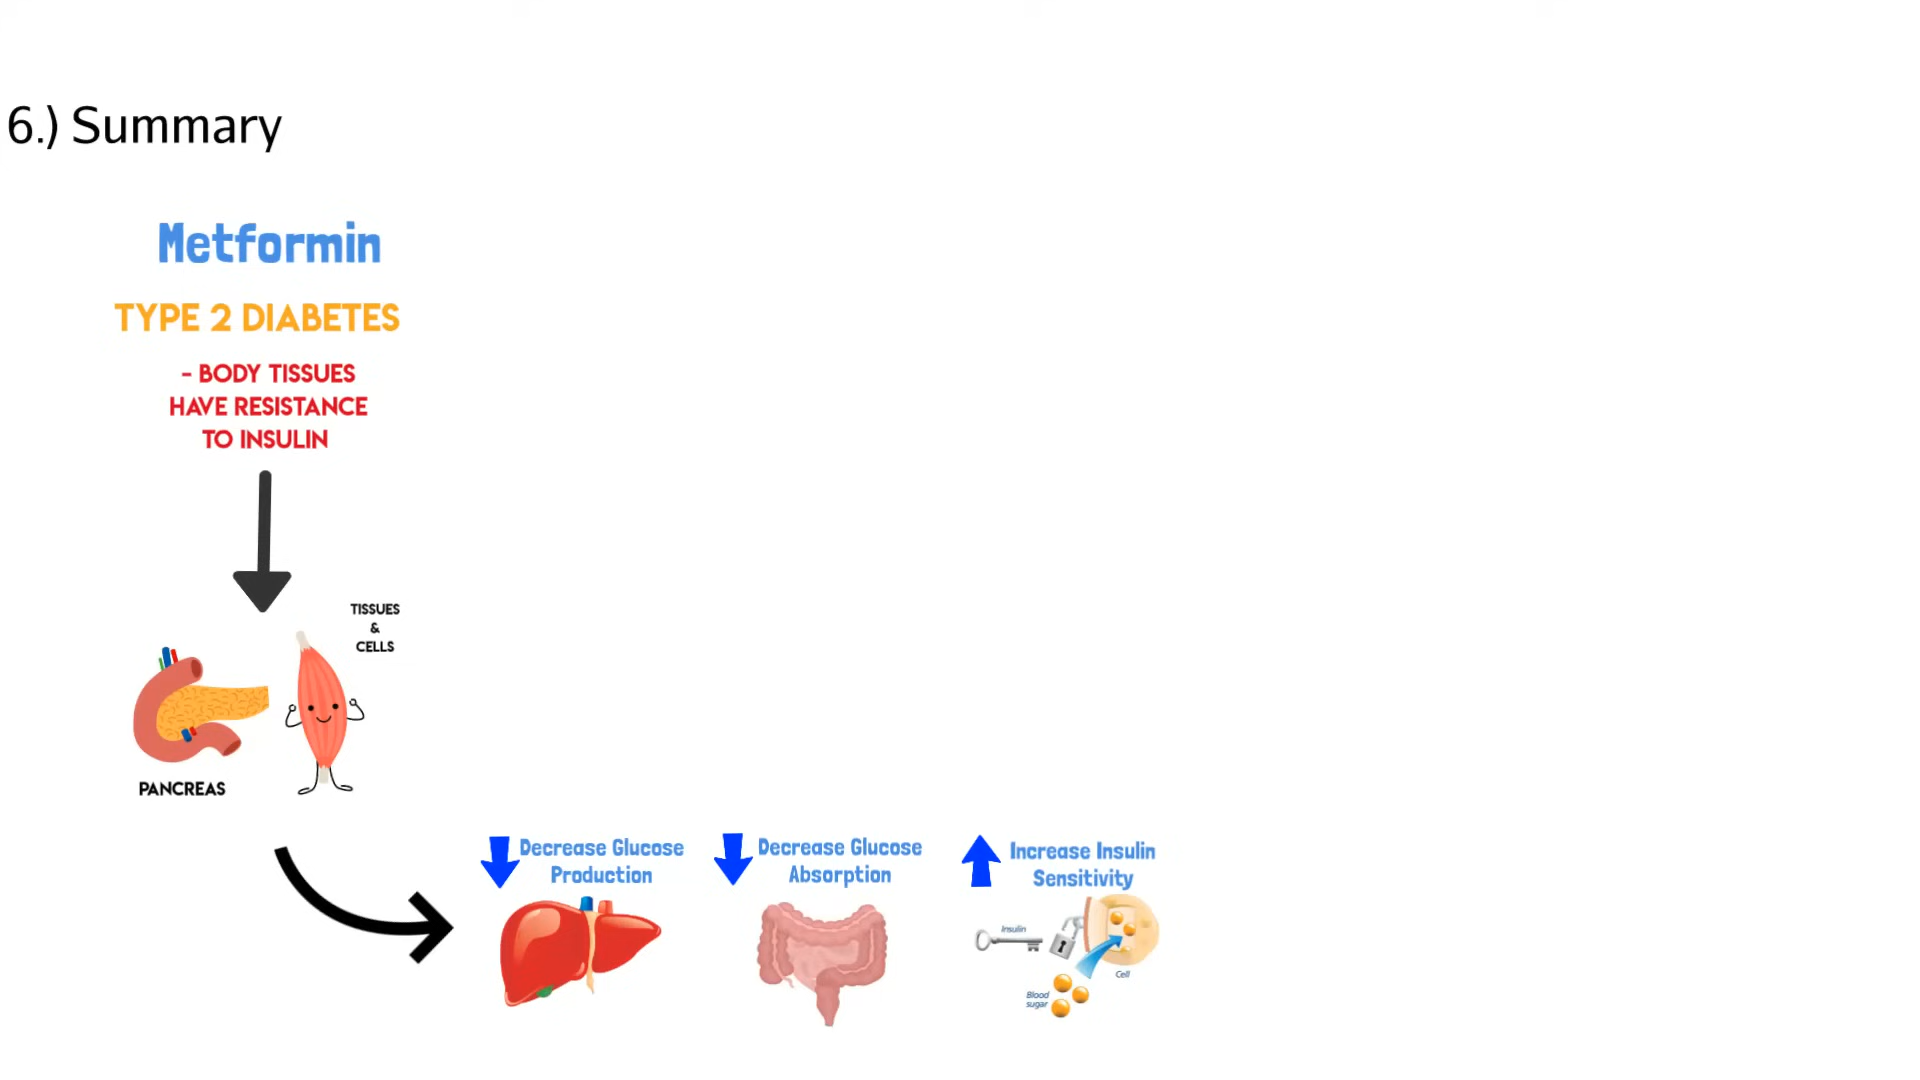 6.) Summary
Metformin
TYPE 2 DIABETES
- BODY TISSUES
HAVE RESISTANCE
TO INSULIN
TISSUES
&
CELLS
PANCREAS
Decrease Glucose
Production
Decrease Glucose
Absorption
Increase Insulin
Sensitivity
Insulin
Cell
Blood
sugar